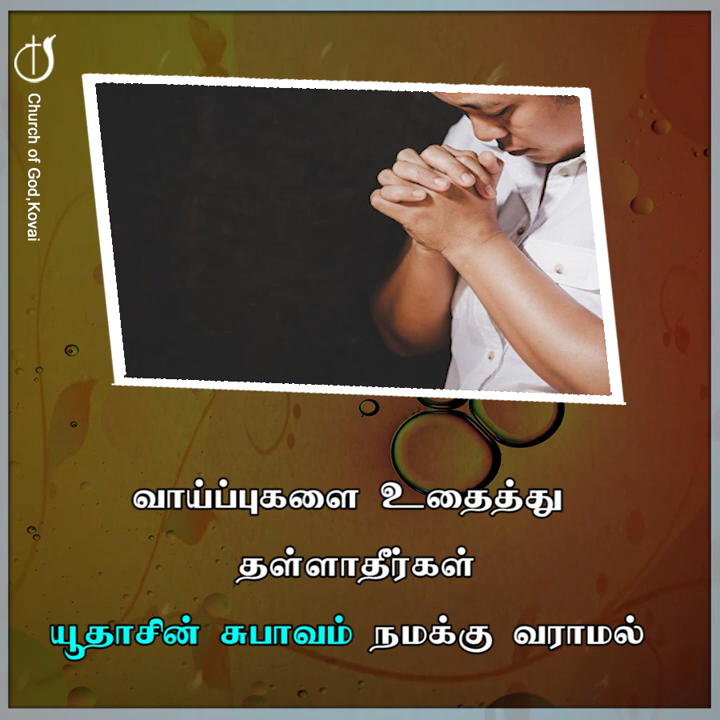 Church of God,Kovai
வாய்ப்புகளை உதைத்து
தள்ளாதீர்கள்
யூதாசின் சுபாவம் நமக்கு வராமல்